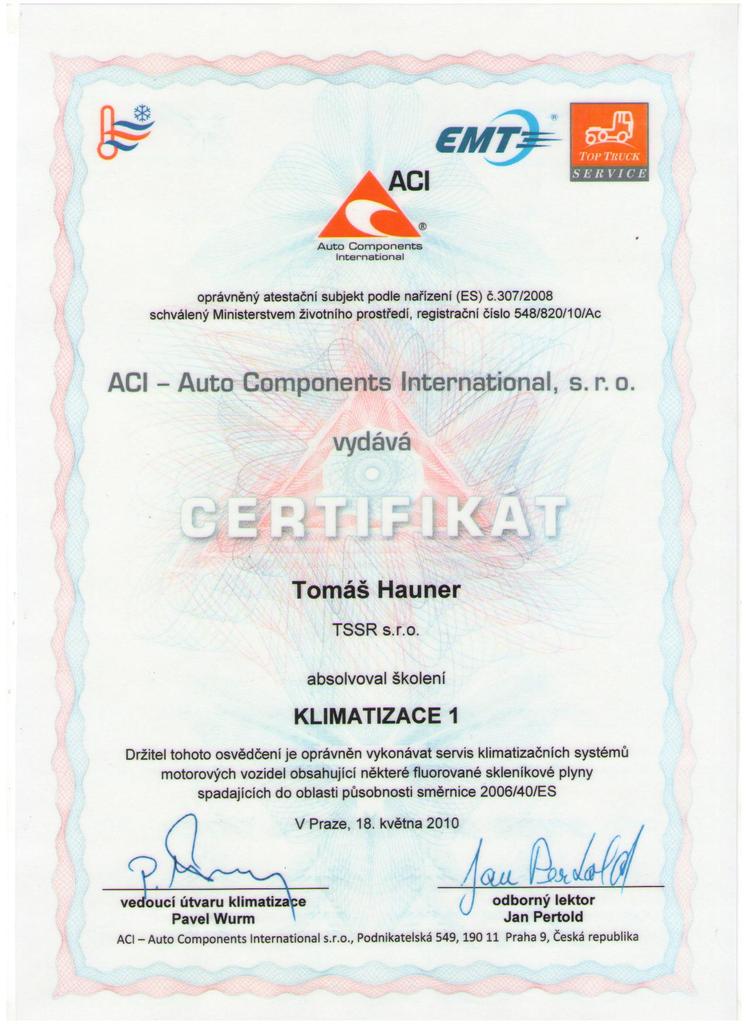 EMT ®
TOP TRUCK
SERVICE
ACI
®
Auto Components
International
oprávněný atestační subjekt podle nařízení (ES) č.307/2008
schválený Ministerstvem životního prostředí, registrační číslo 548/820/10/Ac
ACI – Auto Components International, s. r. o.
vydává
CERTIFIKÁT
Tomáš Hauner
TSSR s.r.o.
absolvoval školení
KLIMATIZACE 1
Držitel tohoto osvědčení je oprávněn vykonávat servis klimatizačních systémů
motorových vozidel obsahující některé fluorované skleníkové plyny
spadajících do oblasti působnosti směrnice 2006/40/ES
V Praze, 18. května 2010
P. Wurm
Jan Pertold
vedoucí útvaru klimatizace
Pavel Wurm
odborný lektor
Jan Pertold
ACI – Auto Components International s.r.o., Podnikatelská 549, 190 11 Praha 9, Česká republika